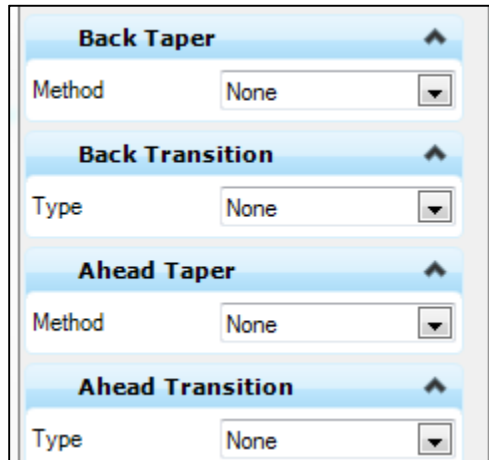 Back Taper
Method None
Back Transition
Type None
Ahead Taper
Method None
Ahead Transition
Type None